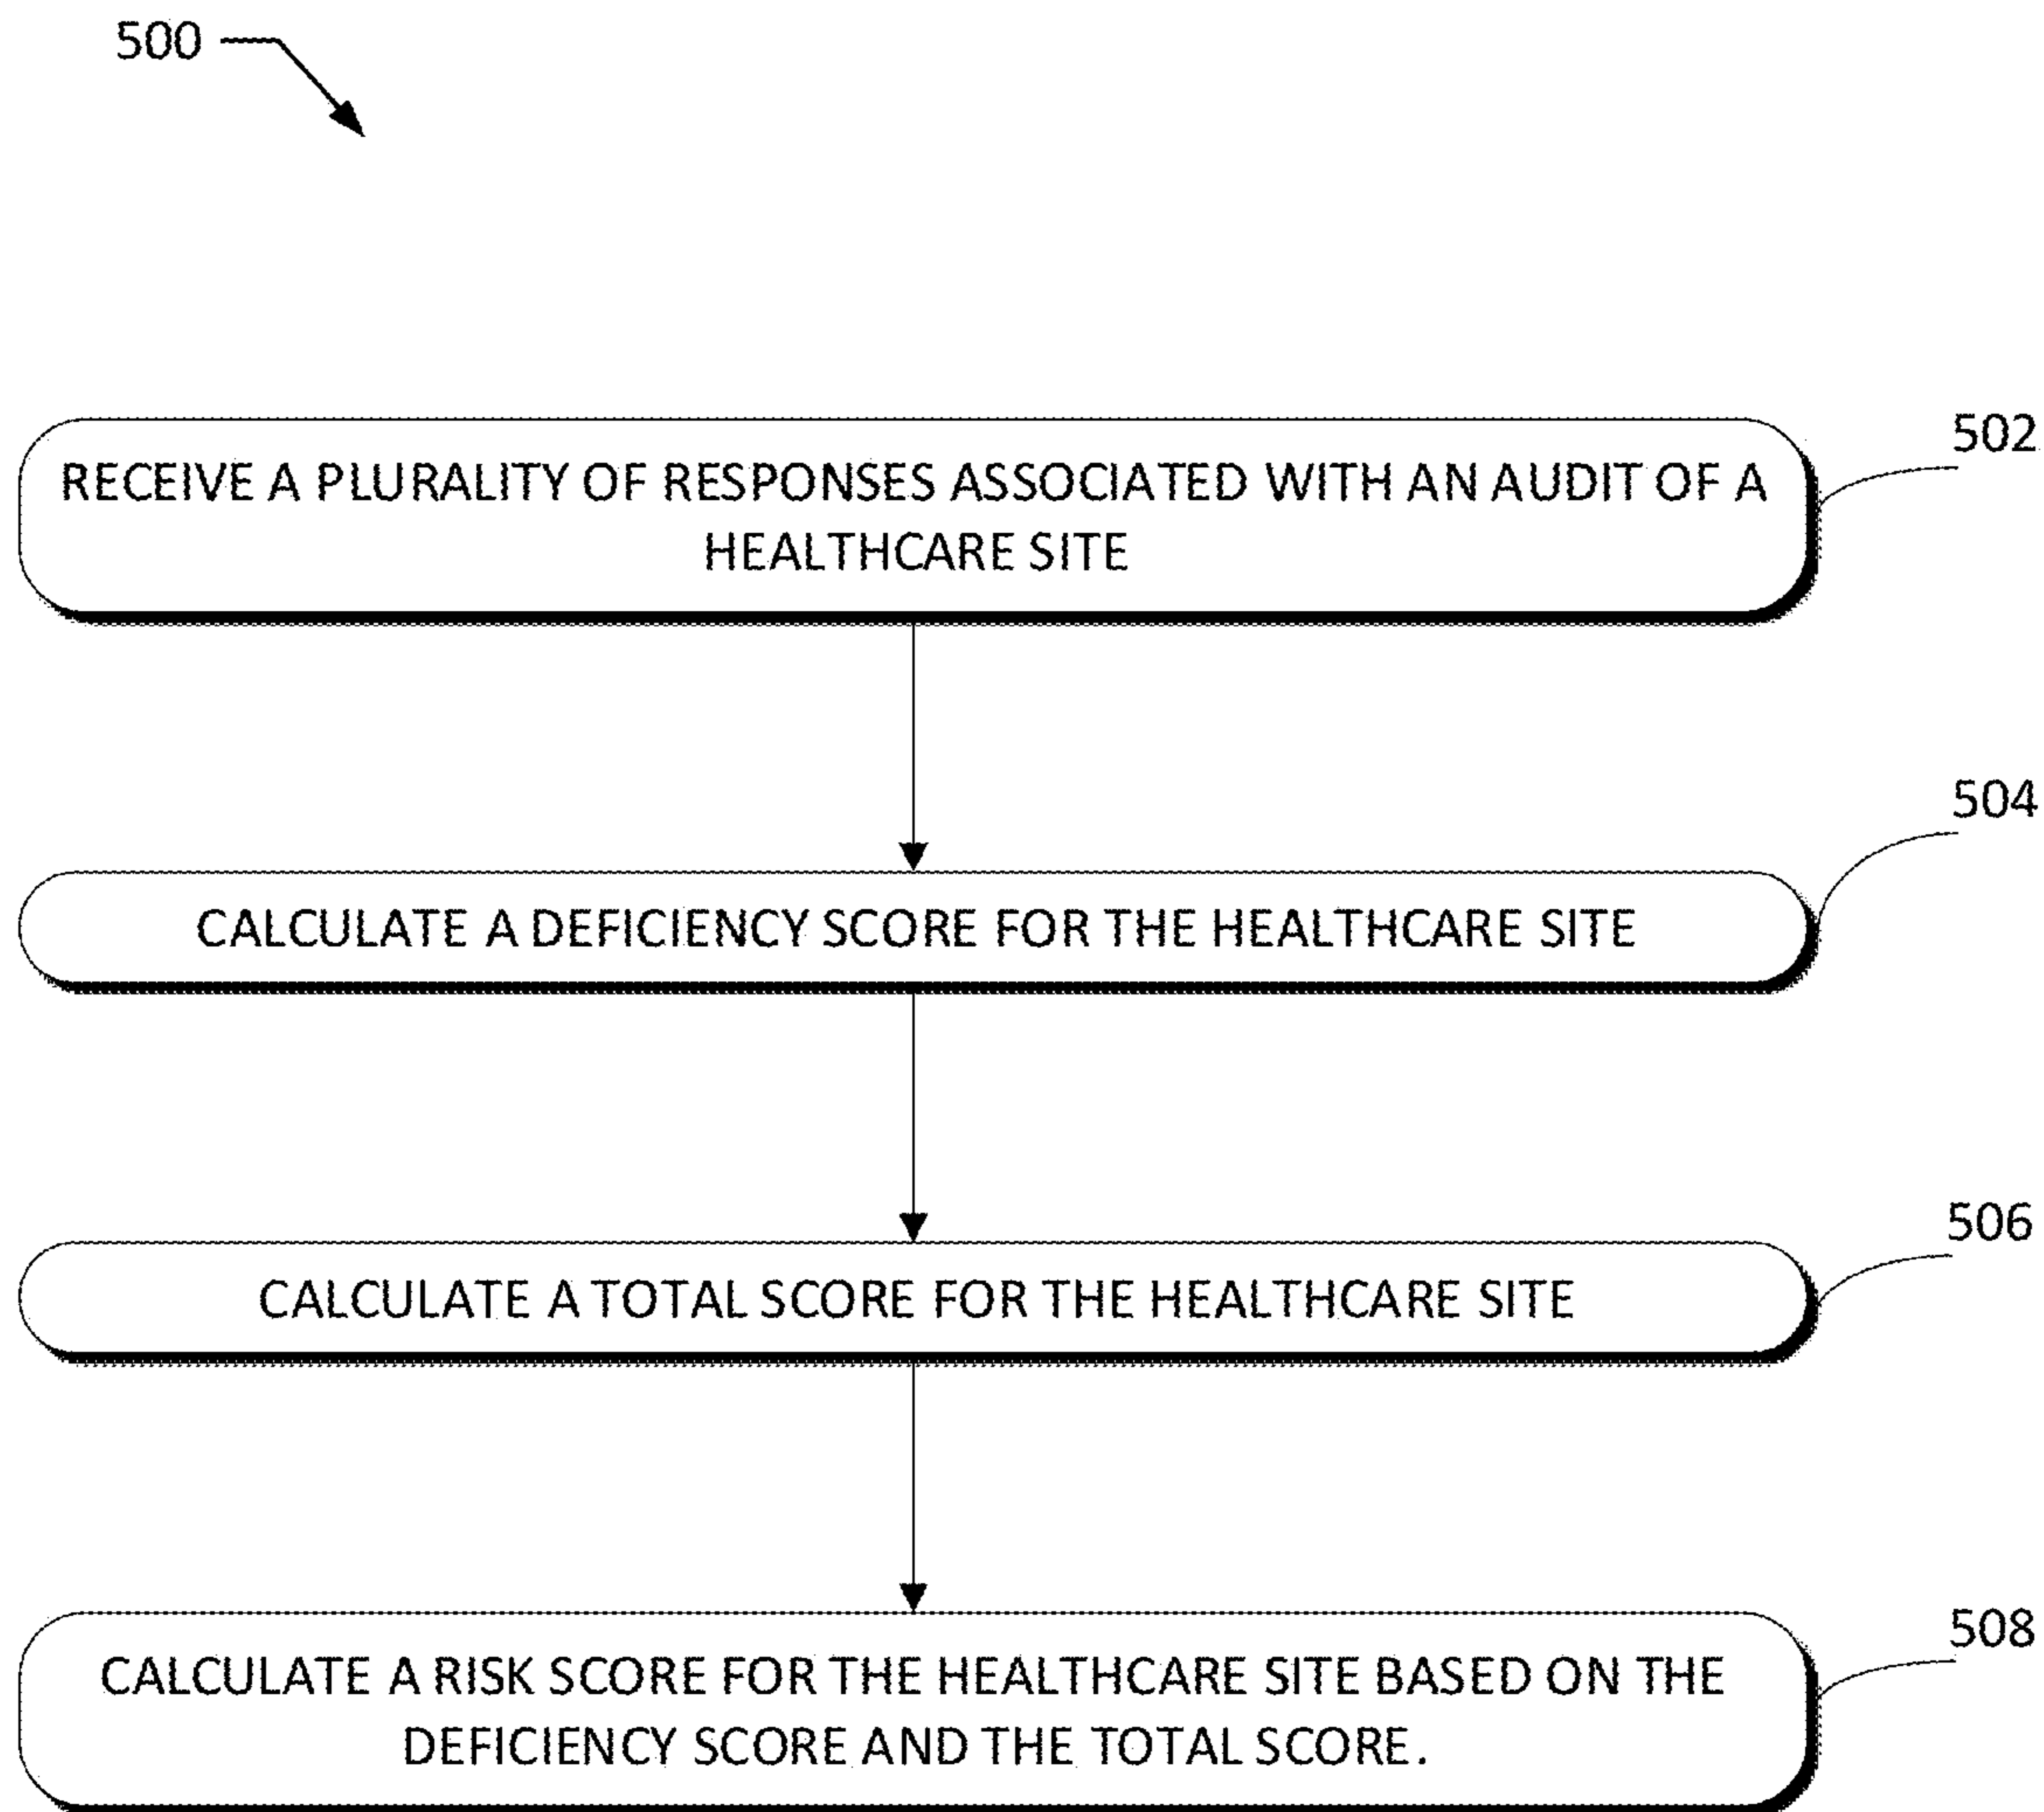 500
502
RECEIVE A PLURALITY OF RESPONSES ASSOCIATED WITH AN AUDIT OF A
HEALTHCARE SITE
504
CALCULATE A DEFICIENCY SCORE FOR THE HEALTHCARE SITE
506
CALCULATE A TOTAL SCORE FOR THE HEALTHCARE SITE
508
CALCULATE A RISK SCORE FOR THE HEALTHCARE SITE BASED ON THE
DEFICIENCY SCORE AND THE TOTAL SCORE.